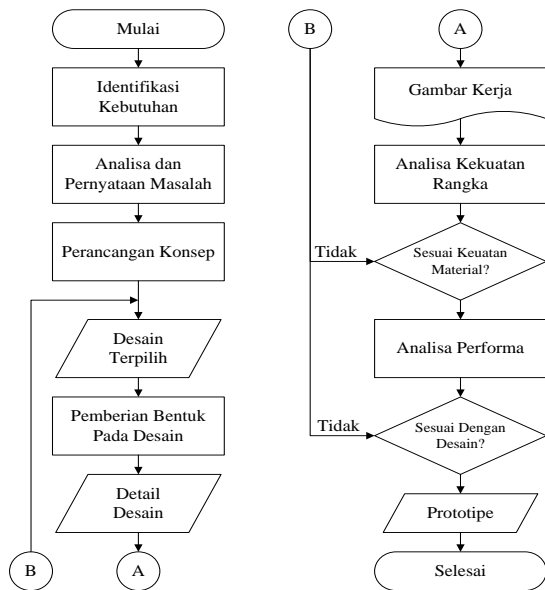 Mulai
Identifikasi
Kebutuhan
Analisa dan
Pernyataan Masalah
Perancangan Konsep
Desain
Terpilih
Pemberian Bentuk
Pada Desain
Detail
Desain
B
A
B
A
Gambar Kerja
Analisa Kekuatan
Rangka
Tidak
Sesuai Keuatan
Material?
Analisa Performa
Tidak
Sesuai Dengan
Desain?
Prototipe
Selesai